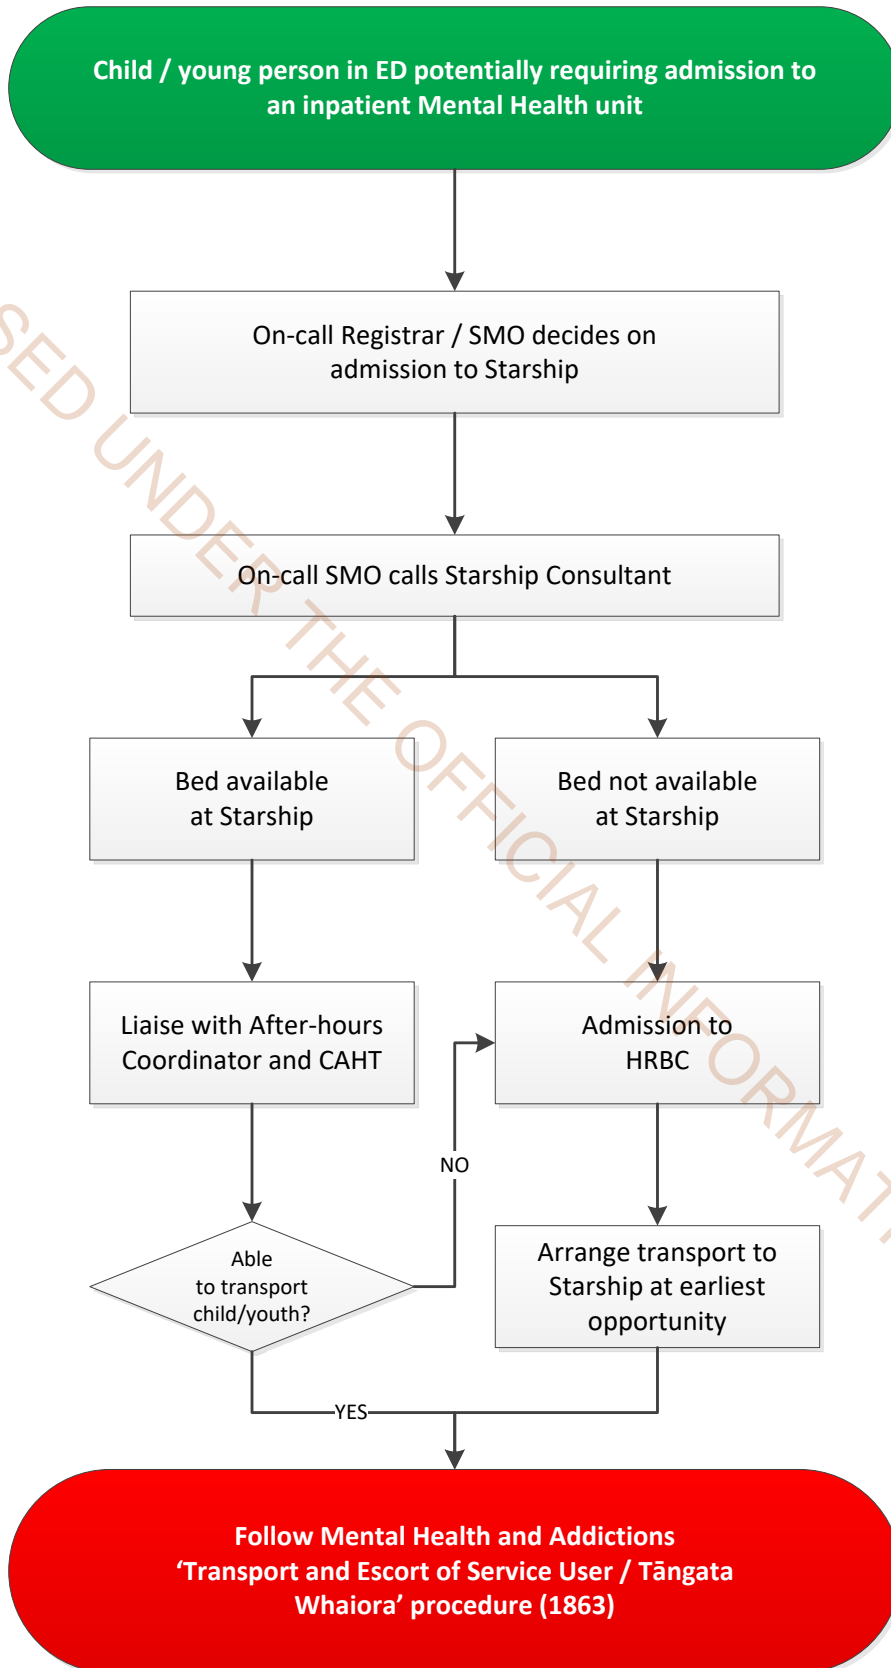 Child / young person in ED potentially requiring admission to
an inpatient Mental Health unit
On-call Registrar / SMO decides on
admission to Starship
On-call SMO calls Starship Consultant
Bed available
at Starship
Bed not available
at Starship
Liaise with After-hours
Coordinator and CAHT
Admission to
HRBC
NO
Able
to transport
child/youth?
Arrange transport to
Starship at earliest
opportunity
YES
Follow Mental Health and Addictions
‘Transport and Escort of Service User / Tāngata
Whaiora’ procedure (1863)
UNDER THE OFFICIAL